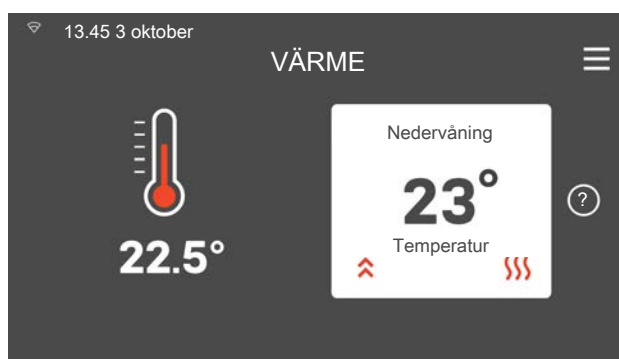 13.45 3 oktober
VÄRME
Nedervåning
23°
?
Temperatur
22.5°